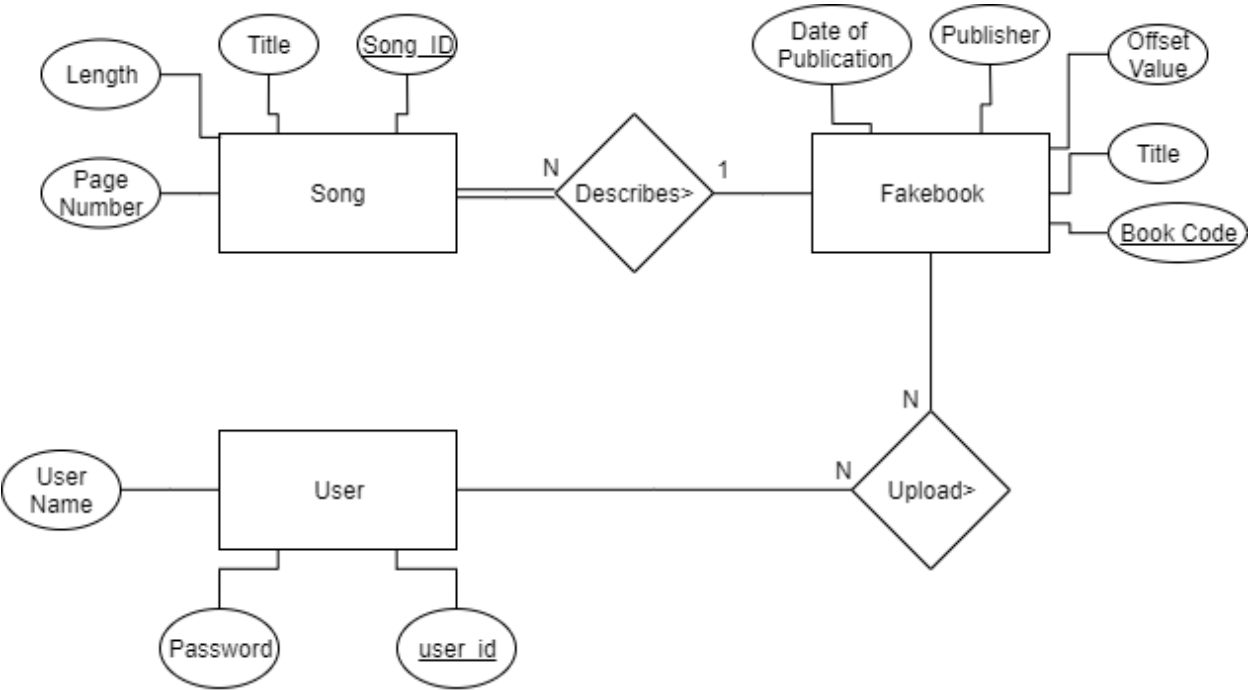 Title
Song_ID
Length
Page
Number
Song
N
Describes>
1
Date of
Publication
Publisher
Offset
Value
Title
Book Code
Fakebook
N
N
Upload>
User
Name
User
Password
user_id